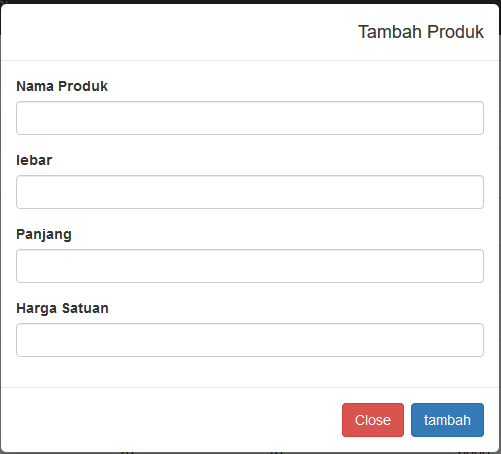 Tambah Produk
Nama Produk
lebar
Panjang
Harga Satuan
Close tambah